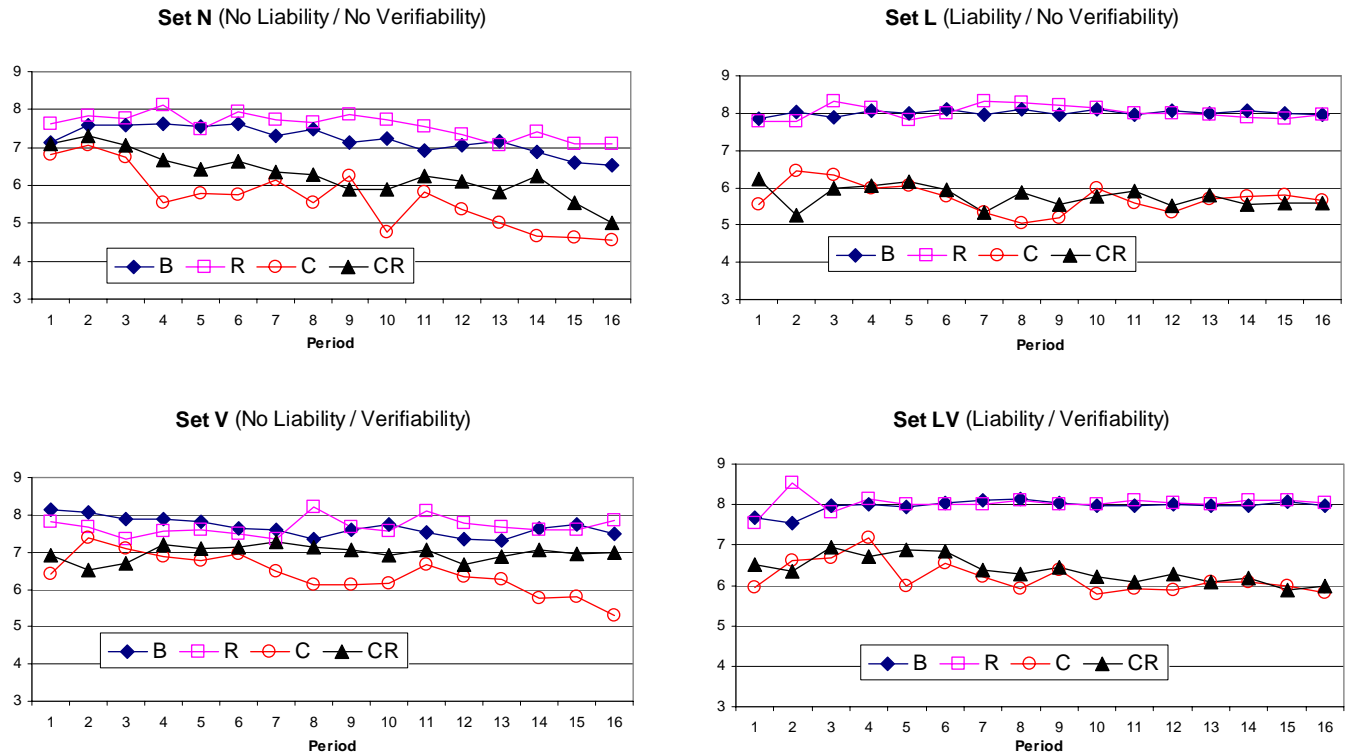 Set N (No Liability / No Verifiability)
9
8
7
6
5
4
3
B R C CR
1 2 3 4 5 6 7 8 9 10 11 12 13 14 15 16
Period
Set L (Liability / No Verifiability)
9
8
7
6
5
4
3
B R C CR
1 2 3 4 5 6 7 8 9 10 11 12 13 14 15 16
Period
Set V (No Liability / Verifiability)
9
8
7
6
5
4
3
B R C CR
1 2 3 4 5 6 7 8 9 10 11 12 13 14 15 16
Period
Set LV (Liability / Verifiability)
9
8
7
6
5
4
3
B R C CR
1 2 3 4 5 6 7 8 9 10 11 12 13 14 15 16
Period